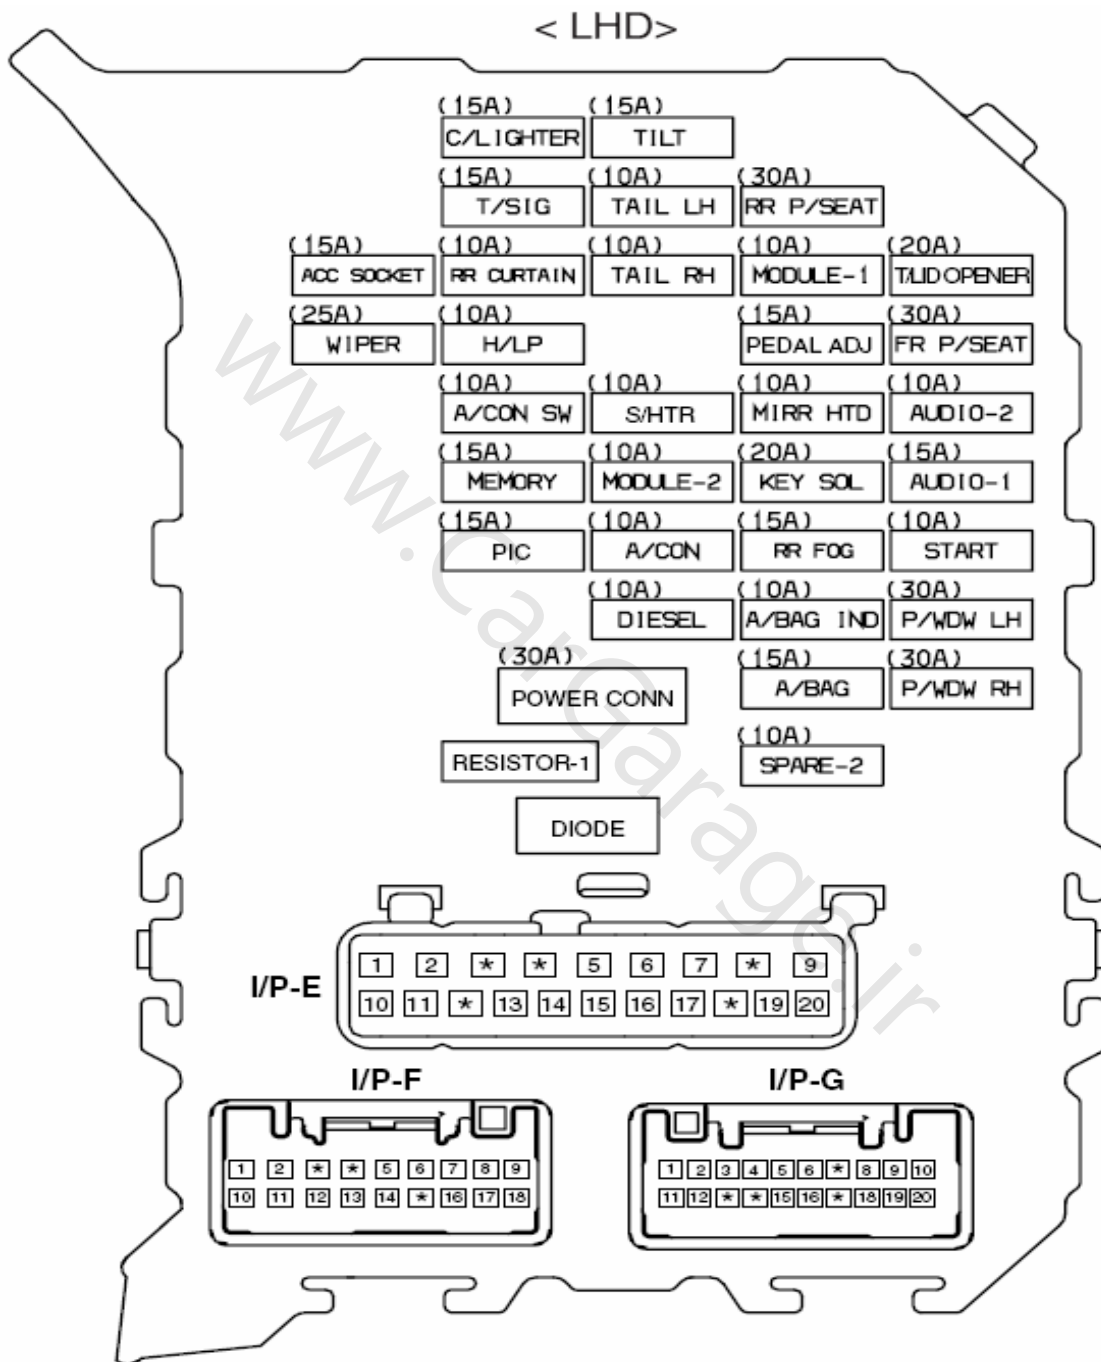 < LHD>
(15A) (15A)
C/LIGHTER TILT
(15A) (10A) (30A)
T/SIG TAIL LH RR P/SEAT
(15A) (10A) (10A) (10A) (20A)
ACC SOCKET RR CURTAIN TAIL RH MODULE-1 T/LID OPENER
(25A) (10A) (15A) (30A)
WIPER H/LP PEDAL ADJ FR P/SEAT
(10A) (10A) (10A) (10A)
A/CON SW S/HTR MIRR HTD AUDIO-2
(15A) (10A) (20A) (15A)
MEMORY MODULE-2 KEY SOL AUDIO-1
(15A) (10A) (15A) (10A)
PIC A/CON RR FOG START
(10A) (10A) (30A)
DIESEL A/BAG IND P/WDW LH
(30A) (15A) (30A)
POWER CONN A/BAG P/WDW RH
(10A)
RESISTOR-1 SPARE-2
DIODE
I/P-E
1 2 * * 5 6 7 * 9
10 11 * 13 14 15 16 17 * 19 20
I/P-F I/P-G
1 2 * * 5 6 7 8 9 1 2 3 4 5 6 * 8 9 10
10 11 12 13 14 * 16 17 18 11 12 * * 15 16 * 18 19 20
www.CarGarage.ir